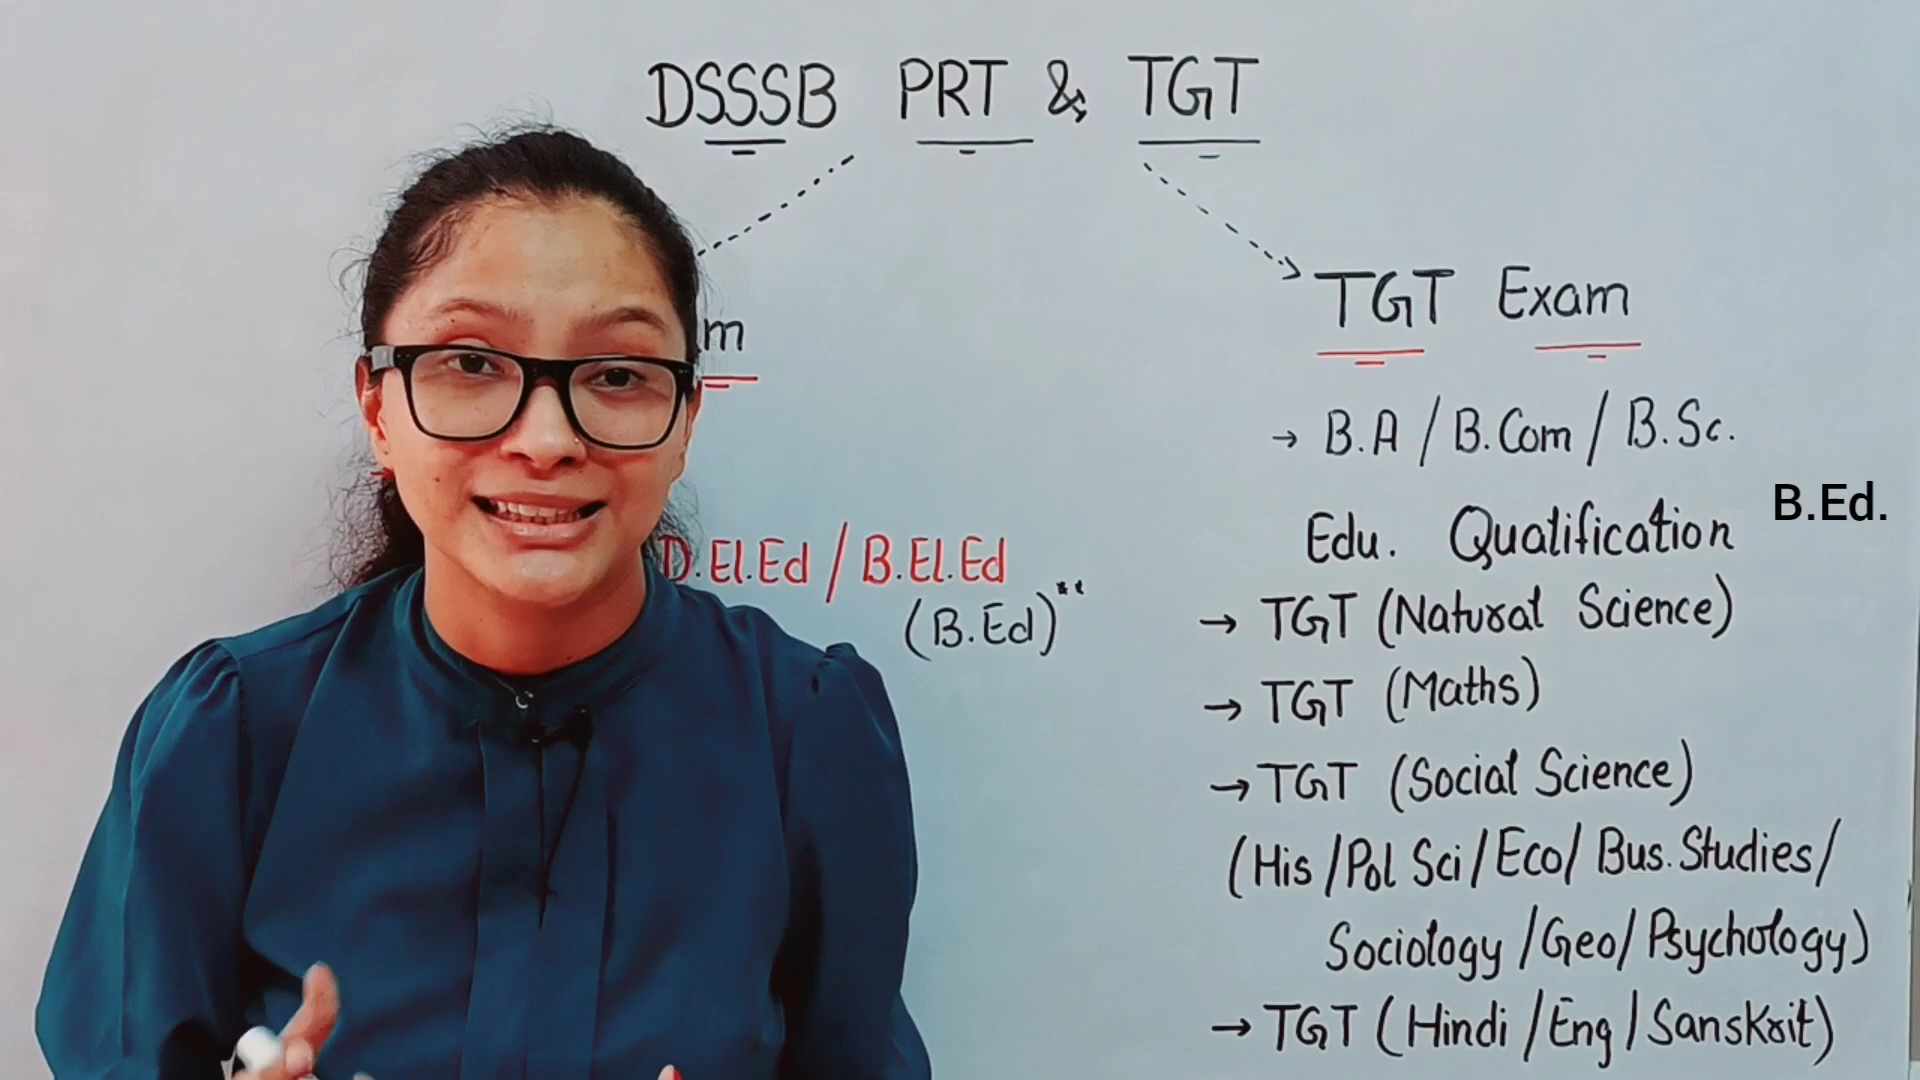 DSSSB PRT & TGT
m
D.El.Ed / B.El.Ed
(B.Ed)**
TGT Exam
→ B.A / B.Com / B.Sc.
B.Ed.
Edu. Qualification
→ TGT (Natural Science)
→ TGT (Maths)
→ TGT (Social Science)
(His / Pol Sci / Eco / Bus. Studies /
Sociology / Geo / Psychology)
→ TGT (Hindi / Eng / Sanskrit)